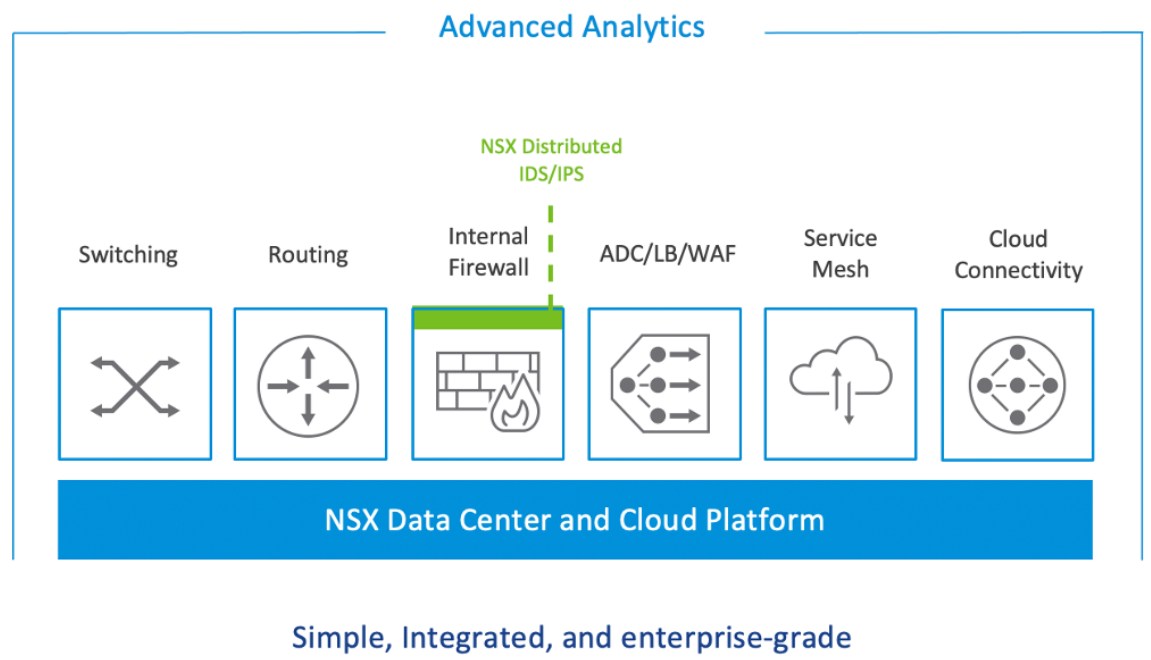 Advanced Analytics
NSX Distributed
IDS/IPS
Switching
Routing
Internal
Firewall
ADC/LB/WAF
Service
Mesh
Cloud
Connectivity
NSX Data Center and Cloud Platform
Simple, Integrated, and enterprise-grade